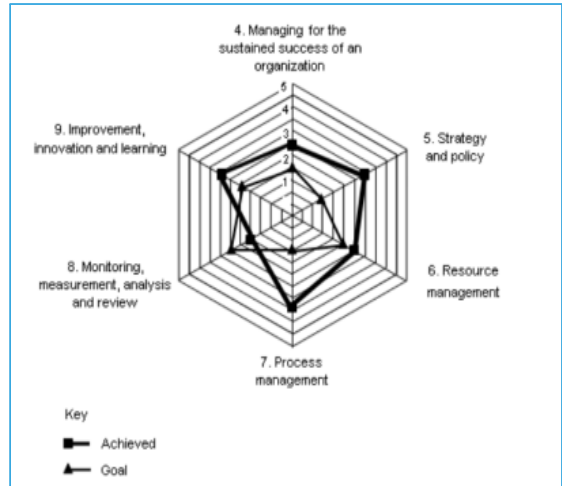 4. Managing for the
sustained success of an
organization
5
4
3
2
1
9. Improvement,
innovation and learning
5. Strategy
and policy
8. Monitoring,
measurement, analysis
and review
6. Resource
management
7. Process
management
Key
Achieved
Goal